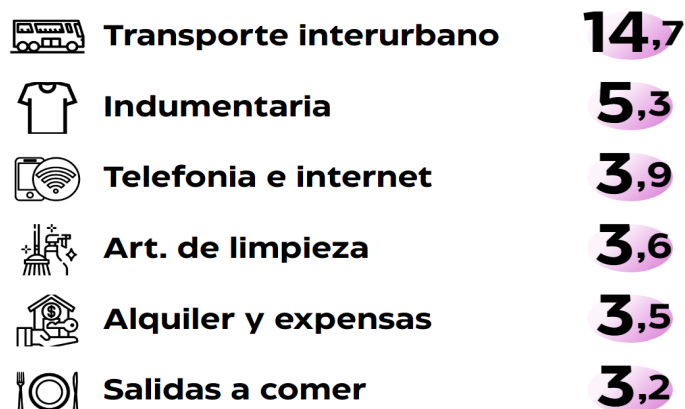 Transporte interurbano 14,7
Indumentaria 5,3
Telefonia e internet 3,9
Art. de limpieza 3,6
Alquiler y expensas 3,5
Salidas a comer 3,2